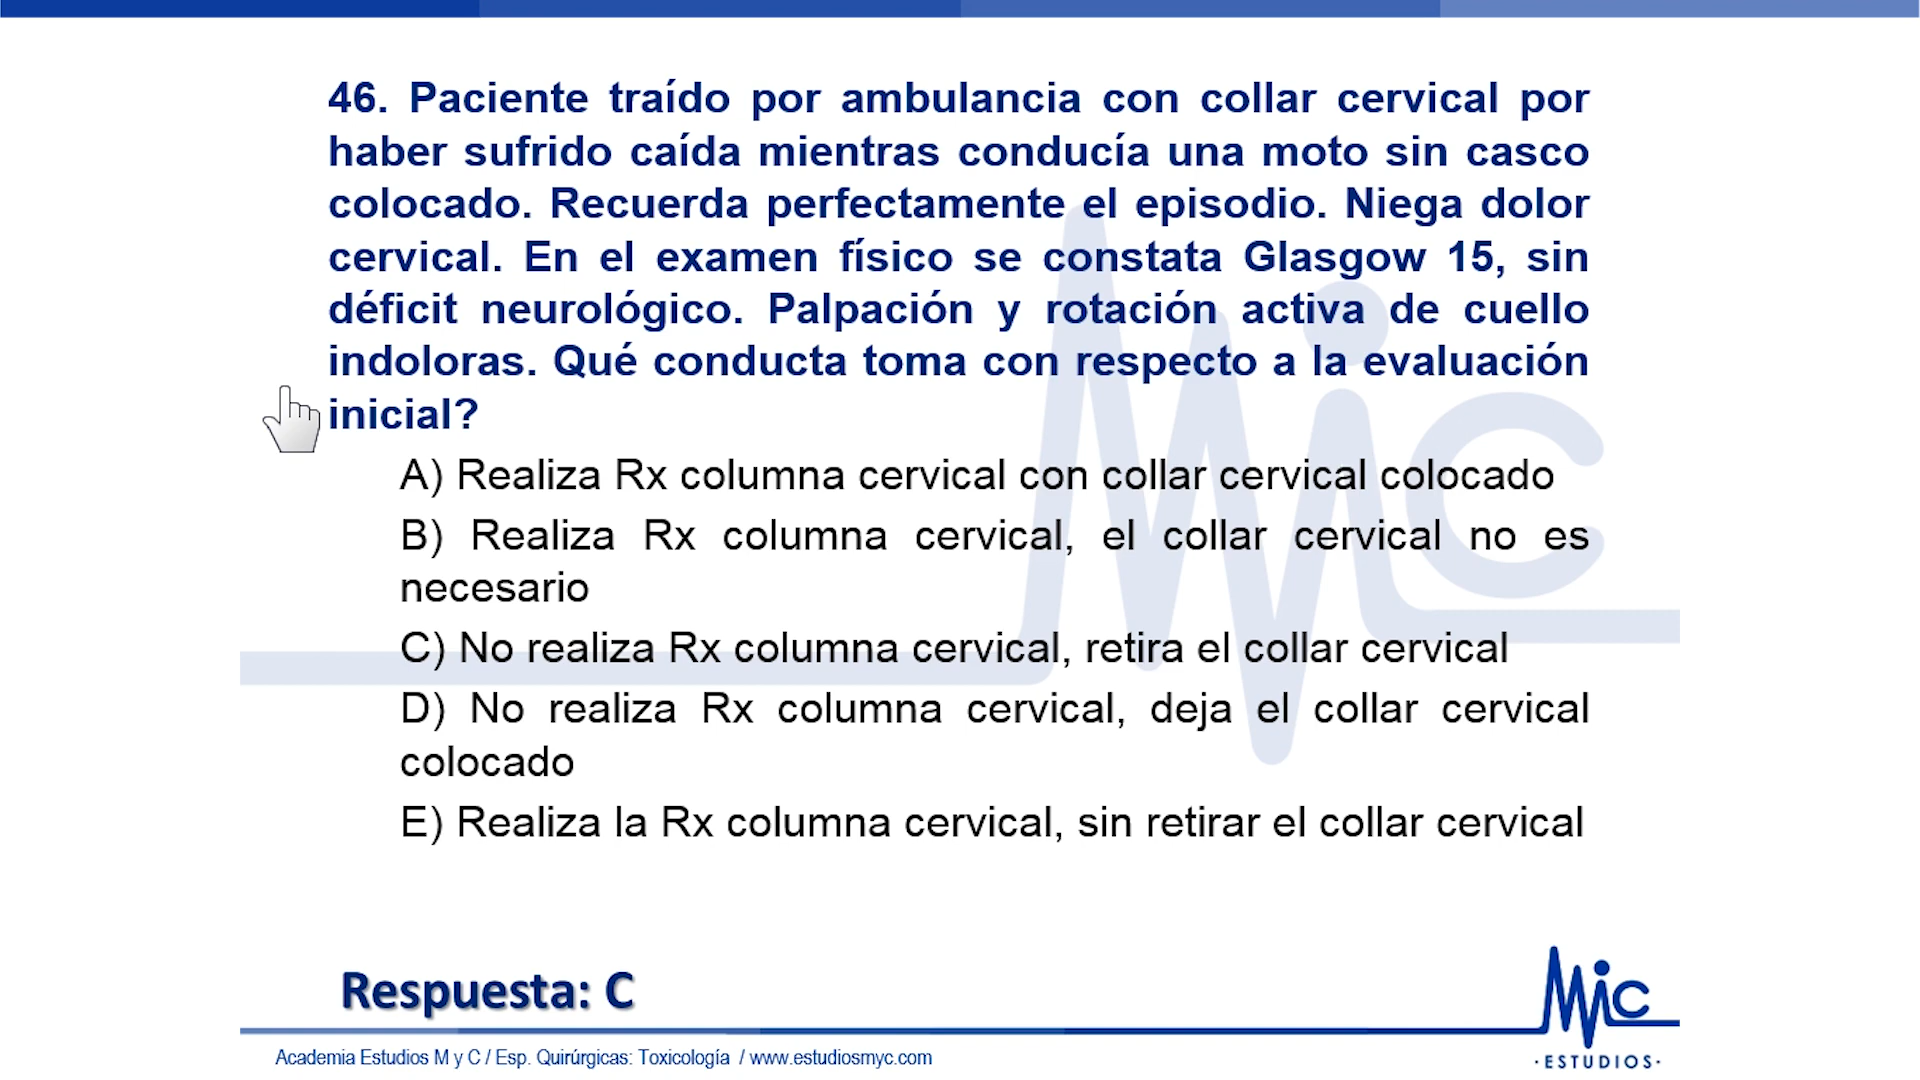 46. Paciente traído por ambulancia con collar cervical por
haber sufrido caída mientras conducía una moto sin casco
colocado. Recuerda perfectamente el episodio. Niega dolor
cervical. En el examen físico se constata Glasgow 15, sin
déficit neurológico. Palpación y rotación activa de cuello
indoloras. Qué conducta toma con respecto a la evaluación
inicial?
A) Realiza Rx columna cervical con collar cervical colocado
B) Realiza Rx columna cervical, el collar cervical no es
necesario
C) No realiza Rx columna cervical, retira el collar cervical
D) No realiza Rx columna cervical, deja el collar cervical
colocado
E) Realiza la Rx columna cervical, sin retirar el collar cervical
Respuesta: C
MiC
·ESTUDIOS·
Academia Estudios M y C / Esp. Quirúrgicas: Toxicología / www.estudiosmyc.com